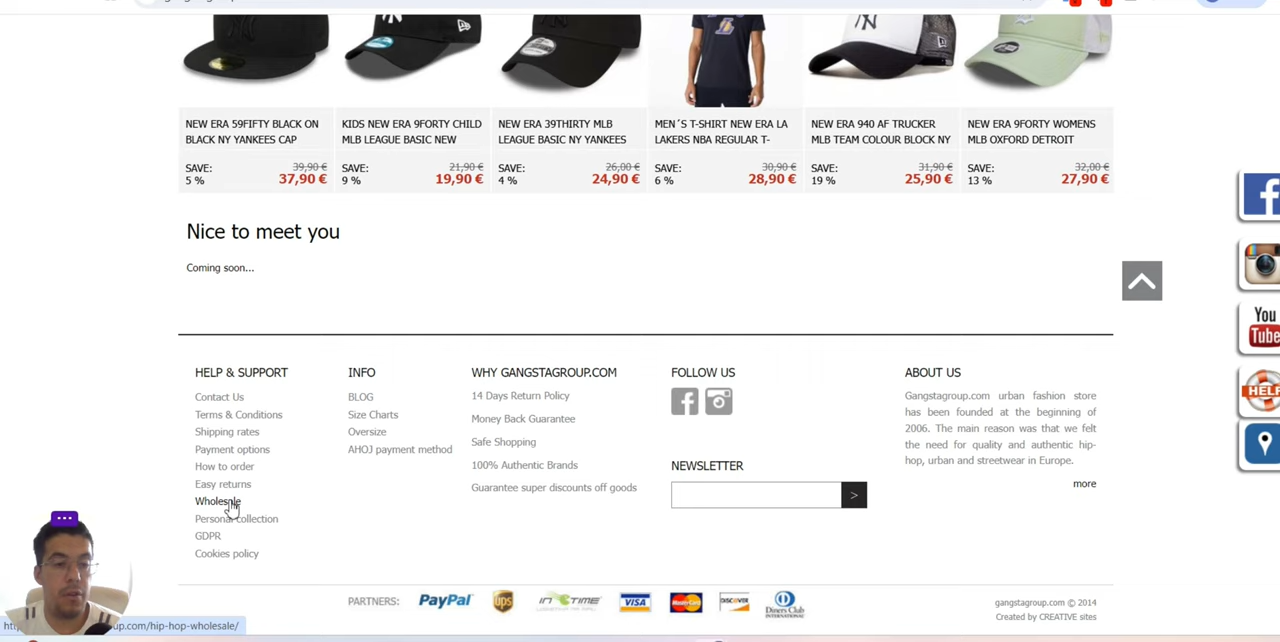 NEW ERA 59FIFTY BLACK ON
BLACK NY YANKEES CAP
SAVE:
5 %
39,90 €
37,90 €
KIDS NEW ERA 9FORTY CHILD
MLB LEAGUE BASIC NEW
SAVE:
9 %
21,90 €
19,90 €
NEW ERA 39THIRTY MLB
LEAGUE BASIC NY YANKEES
SAVE:
4 %
26,00 €
24,90 €
MEN´S T-SHIRT NEW ERA LA
LAKERS NBA REGULAR T-
SAVE:
6 %
30,90 €
28,90 €
NEW ERA 940 AF TRUCKER
MLB TEAM COLOUR BLOCK NY
SAVE:
19 %
31,90 €
25,90 €
NEW ERA 9FORTY WOMENS
MLB OXFORD DETROIT
SAVE:
13 %
32,00 €
27,90 €
Nice to meet you
Coming soon...
HELP & SUPPORT
Contact Us
Terms & Conditions
Shipping rates
Payment options
How to order
Easy returns
Wholesale
Personal collection
GDPR
Cookies policy
INFO
BLOG
Size Charts
Oversize
AHOJ payment method
WHY GANGSTAGROUP.COM
14 Days Return Policy
Money Back Guarantee
Safe Shopping
100% Authentic Brands
Guarantee super discounts off goods
FOLLOW US
NEWSLETTER
>
ABOUT US
Gangstagroup.com urban fashion store
has been founded at the beginning of
2006. The main reason was that we felt
the need for quality and authentic hip-
hop, urban and streetwear in Europe.
more
You
Tube
HELP
PARTNERS:
PayPal
ups
IN TIME
VISA
MasterCard
DISCOVER
Diners Club
INTERNATIONAL
gangstagroup.com © 2014
Created by CREATIVE sites
up.com/hip-hop-wholesale/